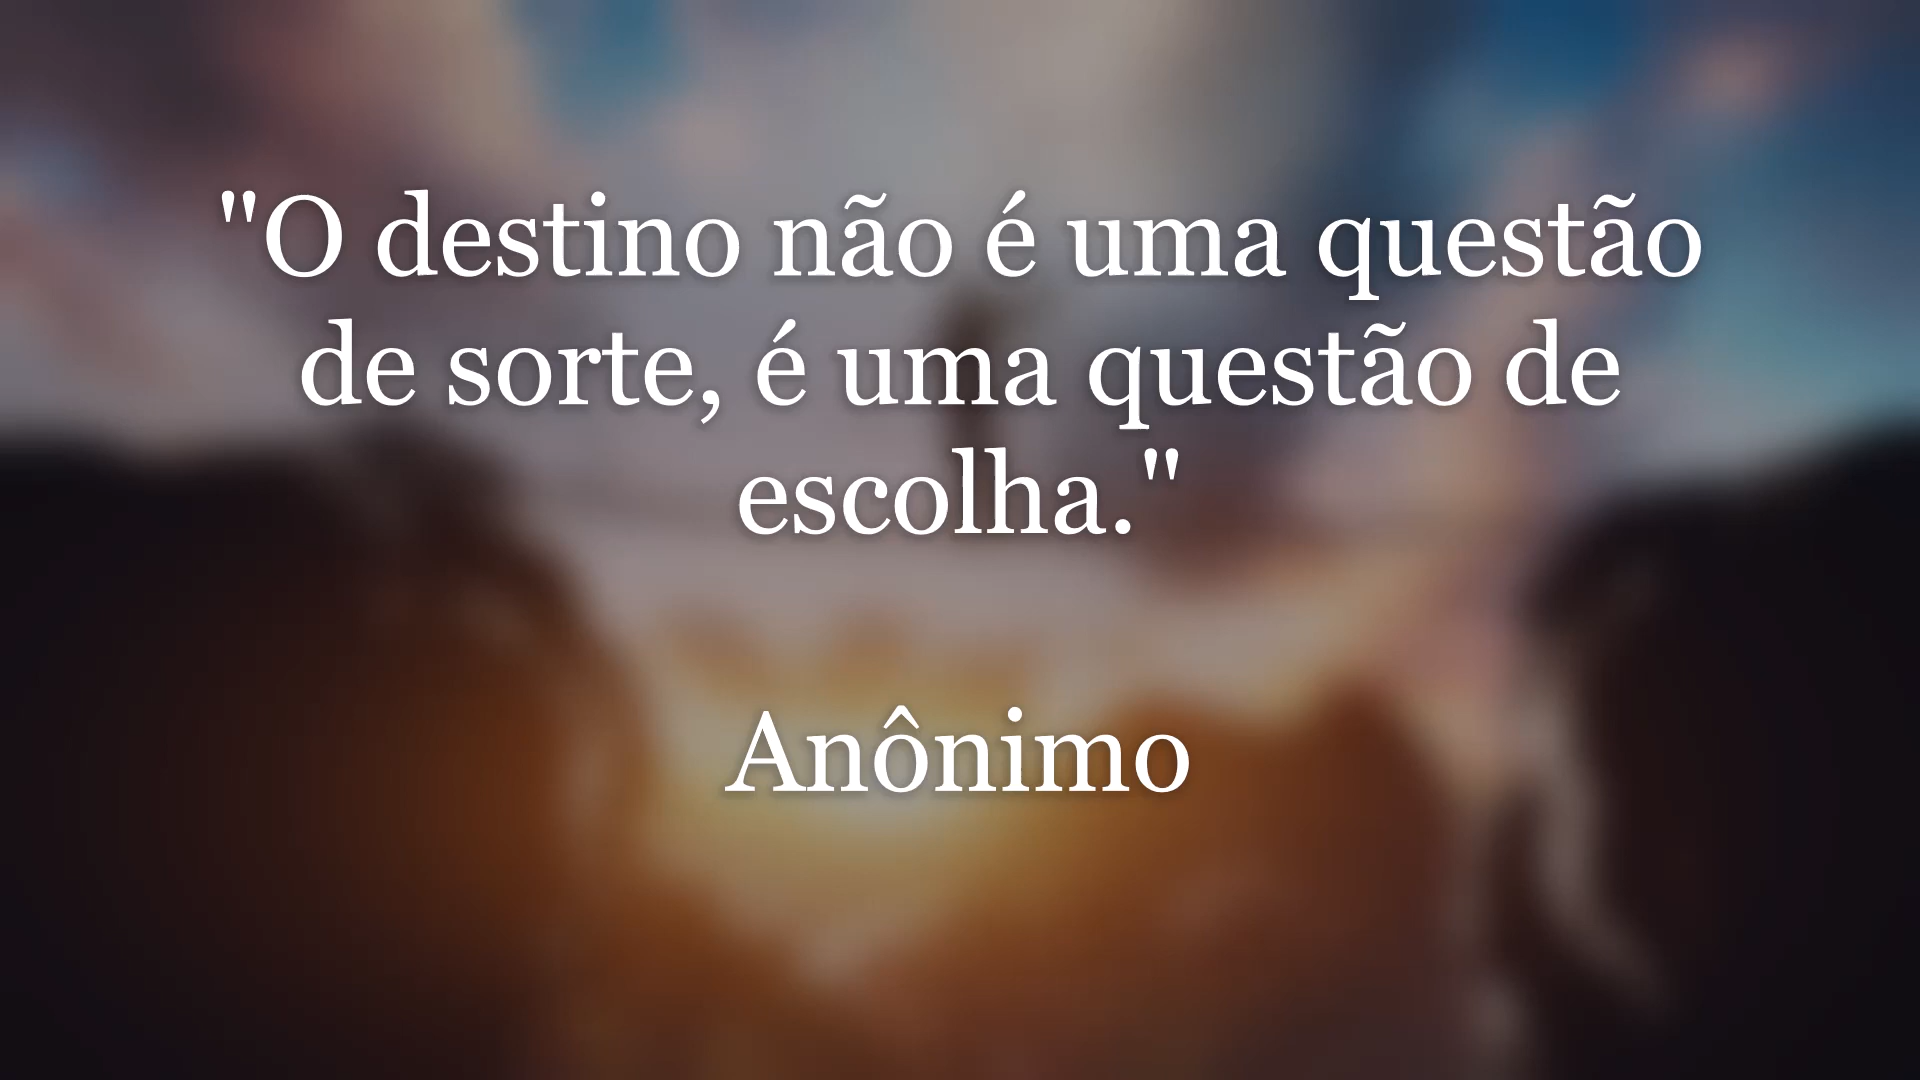 "O destino não é uma questão
de sorte, é uma questão de
escolha."
Anônimo